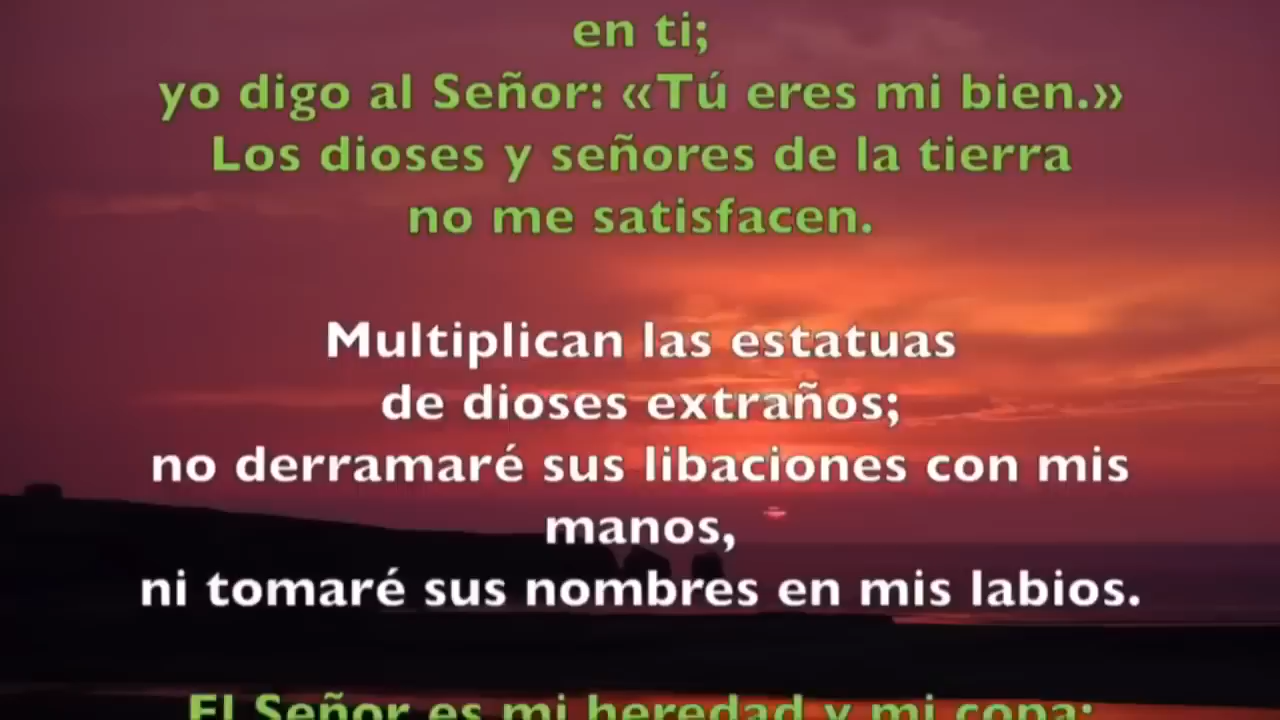 en ti;
yo digo al Señor: «Tú eres mi bien.»
Los dioses y señores de la tierra
no me satisfacen.
Multiplican las estatuas
de dioses extraños;
no derramaré sus libaciones con mis
manos,
ni tomaré sus nombres en mis labios.
El Señor es mi heredad y mi copa;